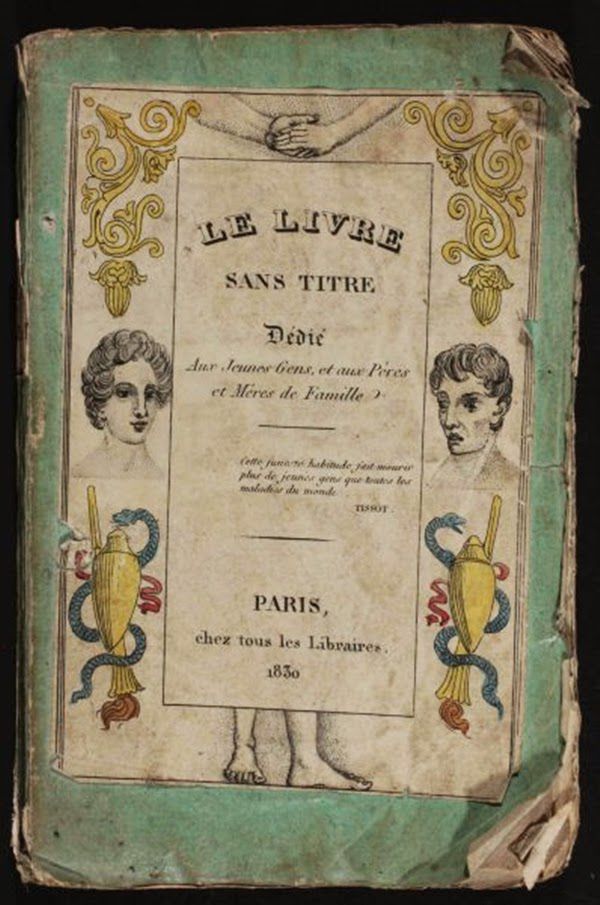 LE LIVRE
SANS TITRE
Dédié
Aux Jeunes Gens, et aux Pères
et Mères de Famille
Cette funeste habitude fait mourir
plus de jeunes gens que toutes les
maladies du monde
TISSOT.
PARIS,
chez tous les Libraires.
1830